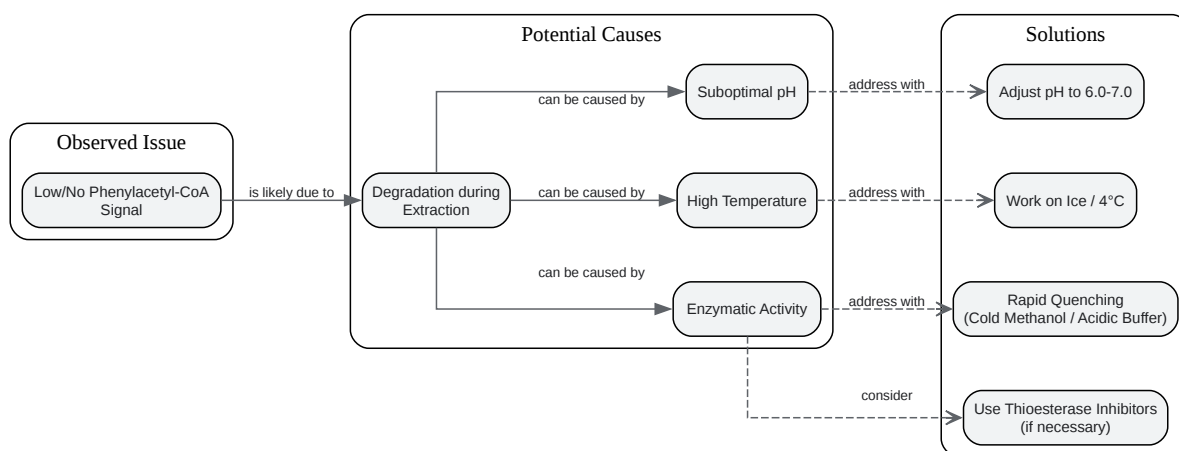 Potential Causes
Solutions
Observed Issue
Low/No Phenylacetyl-CoA
Signal
is likely due to
Degradation during
Extraction
can be caused by
Suboptimal pH
address with
Adjust pH to 6.0-7.0
can be caused by
High Temperature
address with
Work on Ice / 4°C
can be caused by
Enzymatic Activity
address with
Rapid Quenching
(Cold Methanol / Acidic Buffer)
consider
Use Thioesterase Inhibitors
(if necessary)